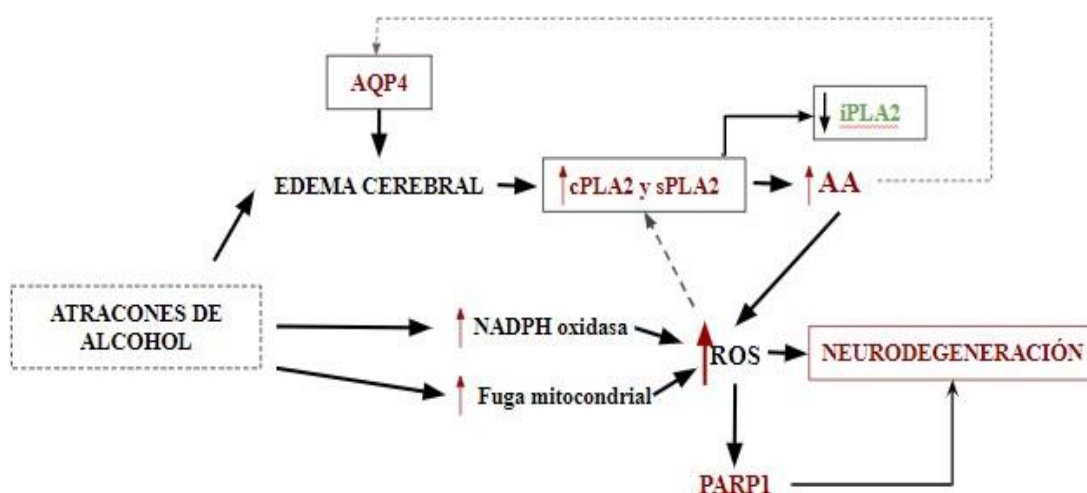 AQP4
↓ iPLA2
EDEMA CEREBRAL
↑cPLA2 y sPLA2
↑AA
ATRACONES DE
ALCOHOL
↑ NADPH oxidasa
↑ROS
NEURODEGENERACIÓN
↑ Fuga mitocondrial
PARP1